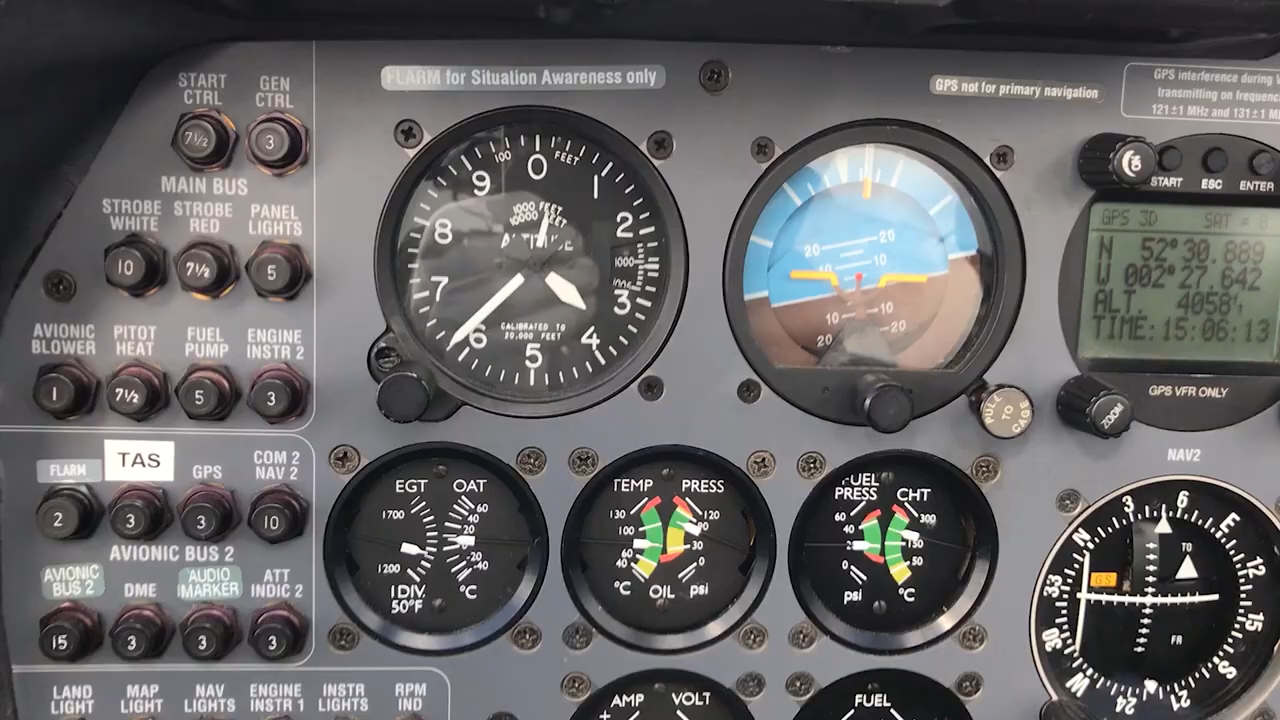 START CTRL
GEN CTRL
7½
3
MAIN BUS
STROBE WHITE
STROBE RED
PANEL LIGHTS
10
7½
5
AVIONIC BLOWER
PITOT HEAT
FUEL PUMP
ENGINE INSTR 2
1
7½
5
3
FLARM
TAS
GPS
COM 2 NAV 2
2
3
3
10
AVIONIC BUS 2
AVIONIC BUS 2
DME
AUDIO MARKER
ATT INDIC 2
15
3
3
3
LAND LIGHT
MAP LIGHT
NAV LIGHTS
ENGINE INSTR 1
INSTR LIGHTS
RPM IND
FLARM for Situation Awareness only
GPS not for primary navigation
GPS interference during
transmitting on
121±1 MHz and 131±1
100 0 FEET
9 1
8 2
7 3
6 5 4
1000 FEET
10000 FEET
ALTITUDE
1000
CALIBRATED TO
20,000 FEET
20 20
10 10
10 10
20 20
PULL TO CAGE
START ESC ENTER
GPS 3D SAT = 8
N 52°30.889
W 002°27.642
ALT. 4058ft
TIME:15:06:13
ZOOM
GPS VFR ONLY
NAV2
EGT OAT
1700
1200
60
40
20
-20
-40
1 DIV.
50°F
°C
TEMP PRESS
130
100
60
40
120
90
30
0
°C OIL psi
FUEL PRESS
CHT
60
40
0
300
150
50
psi °C
N 3 6 E 12 15 S 21 24 W 30 33
TO
GS
FR
AMP VOLT
FUEL